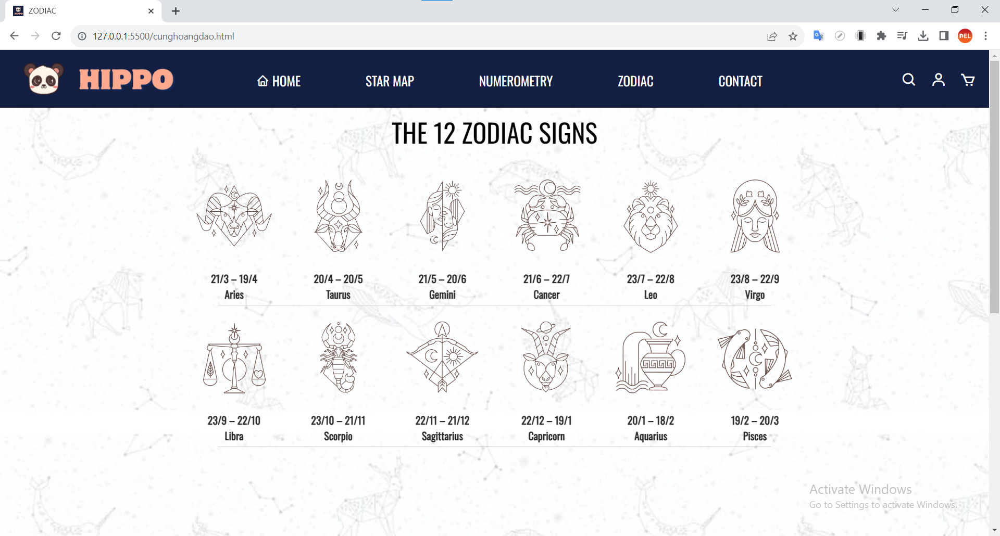 ZODIAC
127.0.0.1:5500/cunghoangdao.html
DEL
HIPPO
HOME
STAR MAP
NUMEROMETRY
ZODIAC
CONTACT
THE 12 ZODIAC SIGNS
21/3 – 19/4
Aries
20/4 – 20/5
Taurus
21/5 – 20/6
Gemini
21/6 – 22/7
Cancer
23/7 – 22/8
Leo
23/8 – 22/9
Virgo
23/9 – 22/10
Libra
23/10 – 21/11
Scorpio
22/11 – 21/12
Sagittarius
22/12 – 19/1
Capricorn
20/1 – 18/2
Aquarius
19/2 – 20/3
Pisces
Activate Windows
Go to Settings to activate Windows.